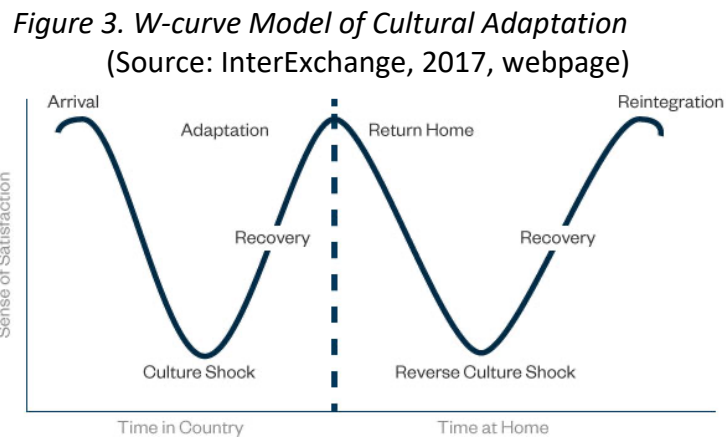 Figure 3. W-curve Model of Cultural Adaptation
(Source: InterExchange, 2017, webpage)
Arrival
Reintegration
Adaptation
Return Home
Recovery
Recovery
Sense of Satisfaction
Culture Shock
Reverse Culture Shock
Time in Country
Time at Home